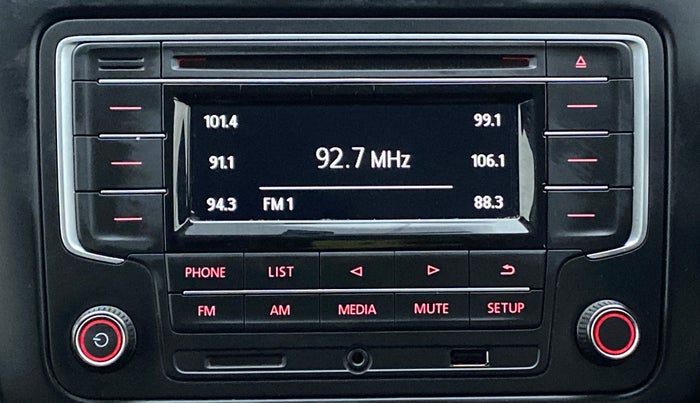 101.4 99.1
91.1 92.7 MHz 106.1
94.3 FM 1 88.3
PHONE LIST
FM AM MEDIA MUTE SETUP